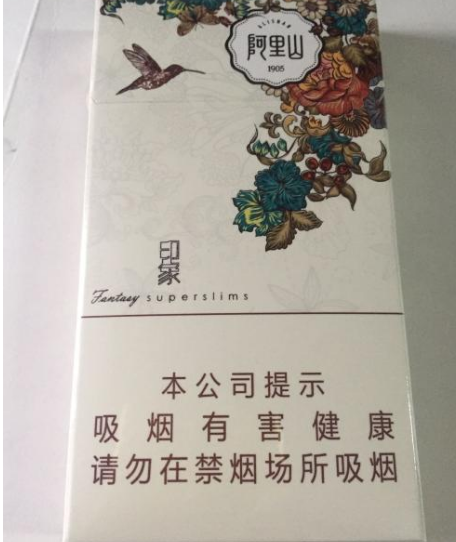 ALISHAN
阿里山
1905
印象
Fantasy superslims
本公司提示
吸烟有害健康
请勿在禁烟场所吸烟